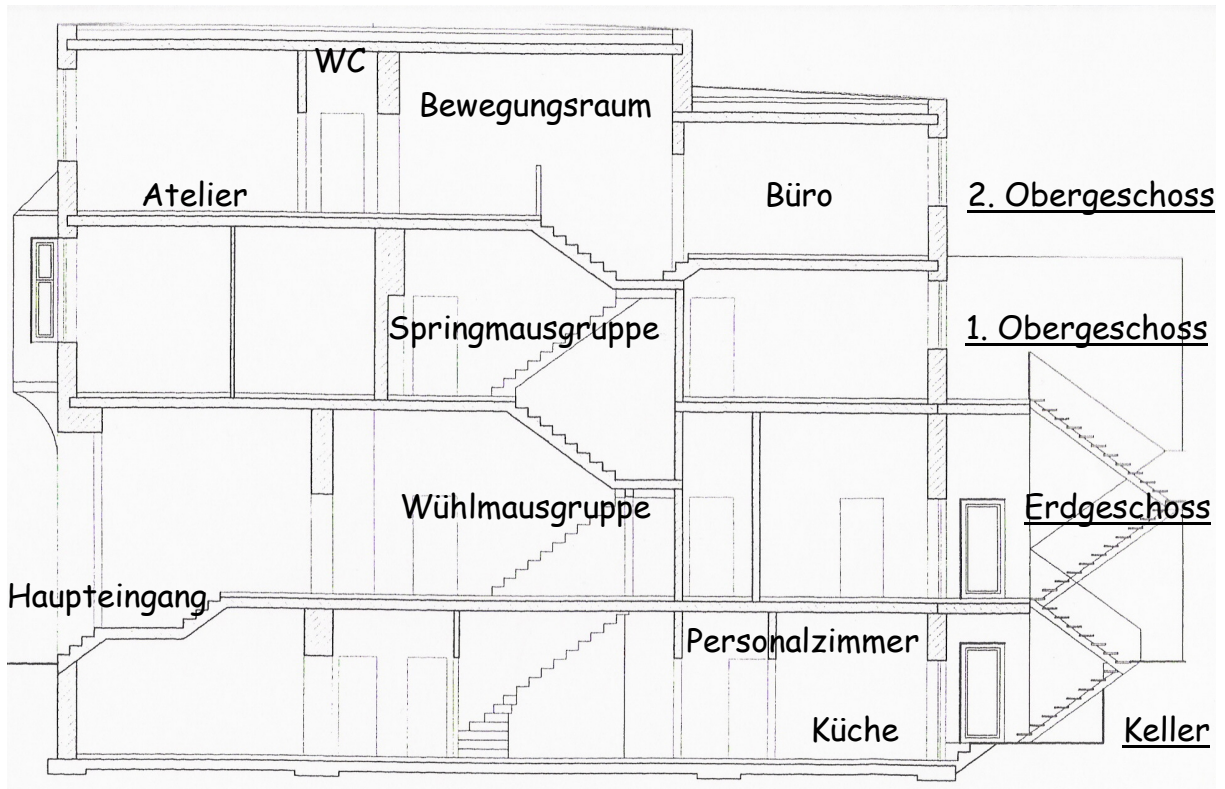 WC
Bewegungsraum
Atelier
Büro
2. Obergeschoss
Springmausgruppe
1. Obergeschoss
Wühlmausgruppe
Erdgeschoss
Haupteingang
Personalzimmer
Küche
Keller